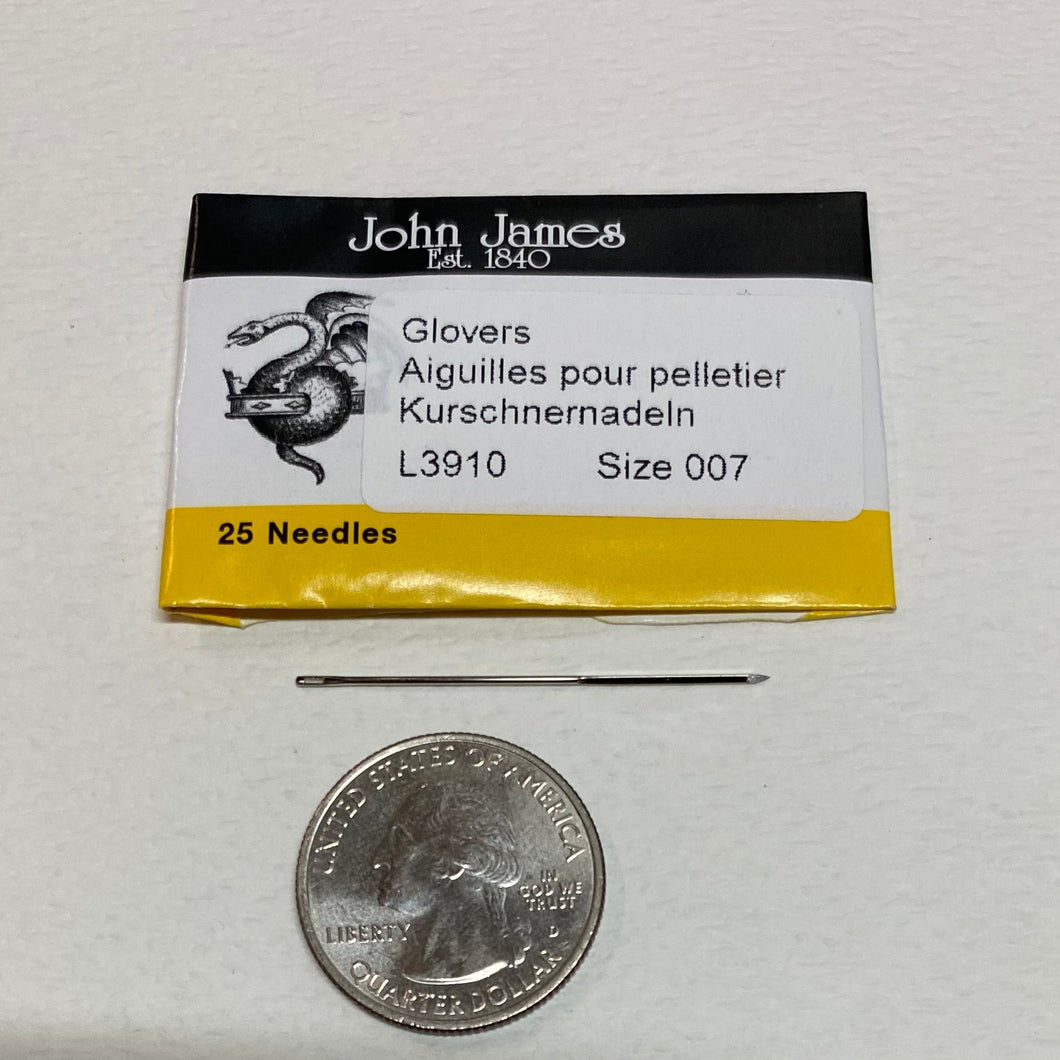 John James
Est. 1840
Glovers
Aiguilles pour pelletier
Kurschnernadeln
L3910 Size 007
25 Needles
UNITED STATES OF AMERICA
IN
GOD WE
TRUST
LIBERTY
D
QUARTER DOLLAR